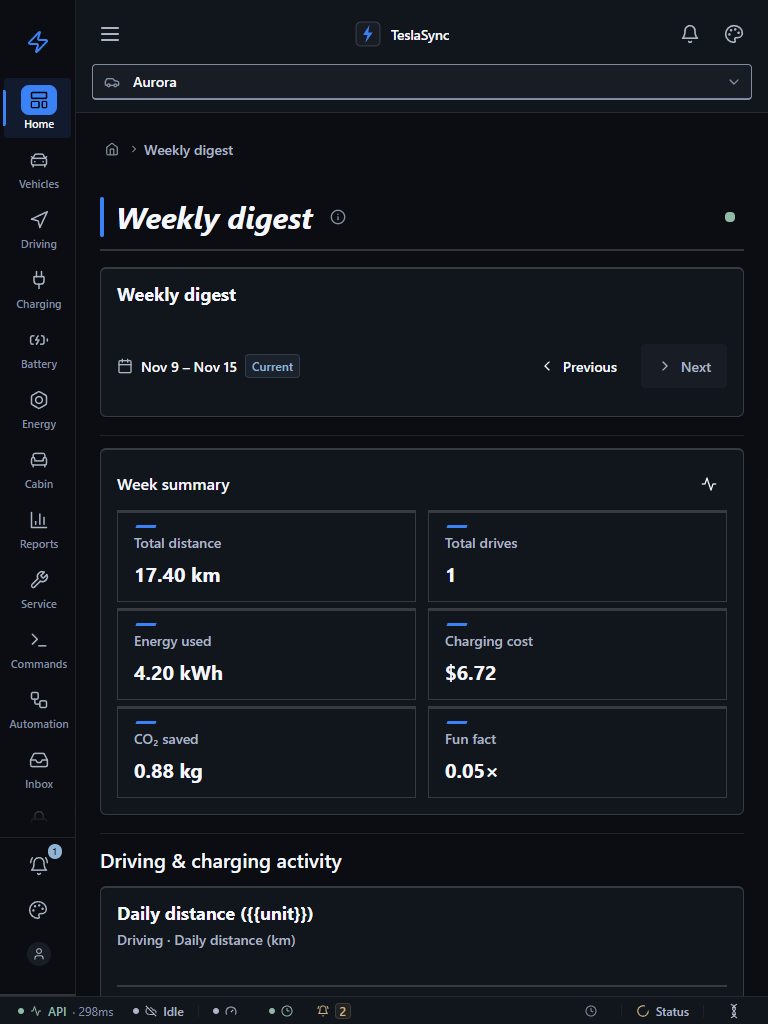 TeslaSync
Aurora
Home
Vehicles
Driving
Charging
Battery
Energy
Cabin
Reports
Service
Commands
Automation
Inbox
1
Weekly digest
Weekly digest
Weekly digest
Nov 9 – Nov 15 Current Previous Next
Week summary
Total distance
17.40 km
Total drives
1
Energy used
4.20 kWh
Charging cost
$6.72
CO₂ saved
0.88 kg
Fun fact
0.05×
Driving & charging activity
Daily distance ({{unit}})
Driving · Daily distance (km)
API · 298ms Idle 2 Status